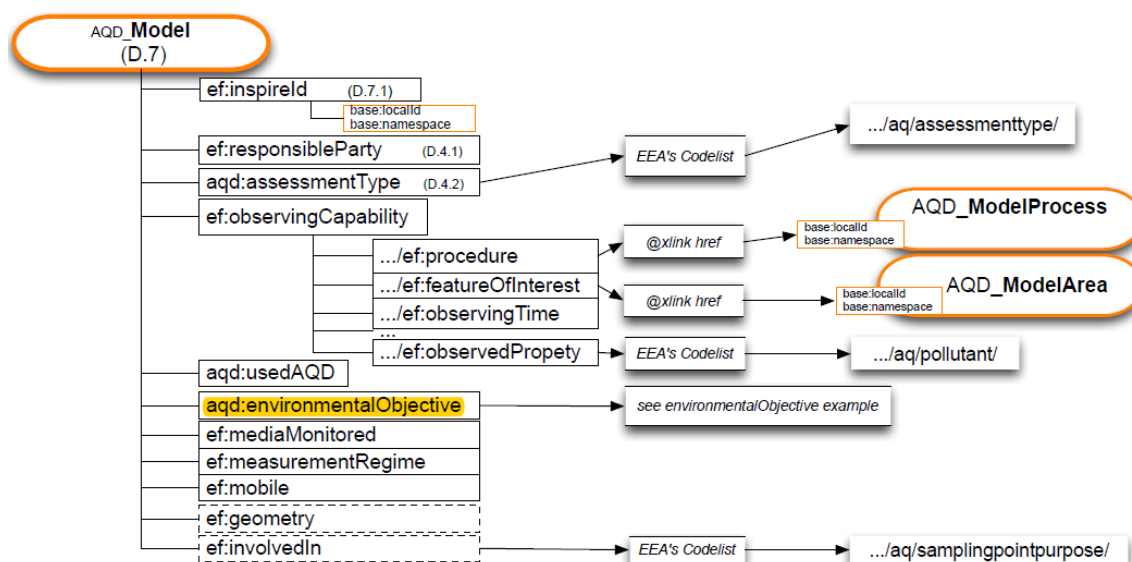 AQD_Model
(D.7)
ef:inspireId (D.7.1)
base:localId
base:namespace
ef:responsibleParty (D.4.1)
aqd:assessmentType (D.4.2)
EEA's Codelist
.../aq/assessmenttype/
ef:observingCapability
.../ef:procedure
@xlink href
base:localId
base:namespace
AQD_ModelProcess
.../ef:featureOfInterest
@xlink href
base:localId
base:namespace
AQD_ModelArea
.../ef:observingTime
...
.../ef:observedPropety
EEA's Codelist
.../aq/pollutant/
aqd:usedAQD
aqd:environmentalObjective
see environmentalObjective example
ef:mediaMonitored
ef:measurementRegime
ef:mobile
ef:geometry
ef:involvedIn
EEA's Codelist
.../aq/samplingpointpurpose/